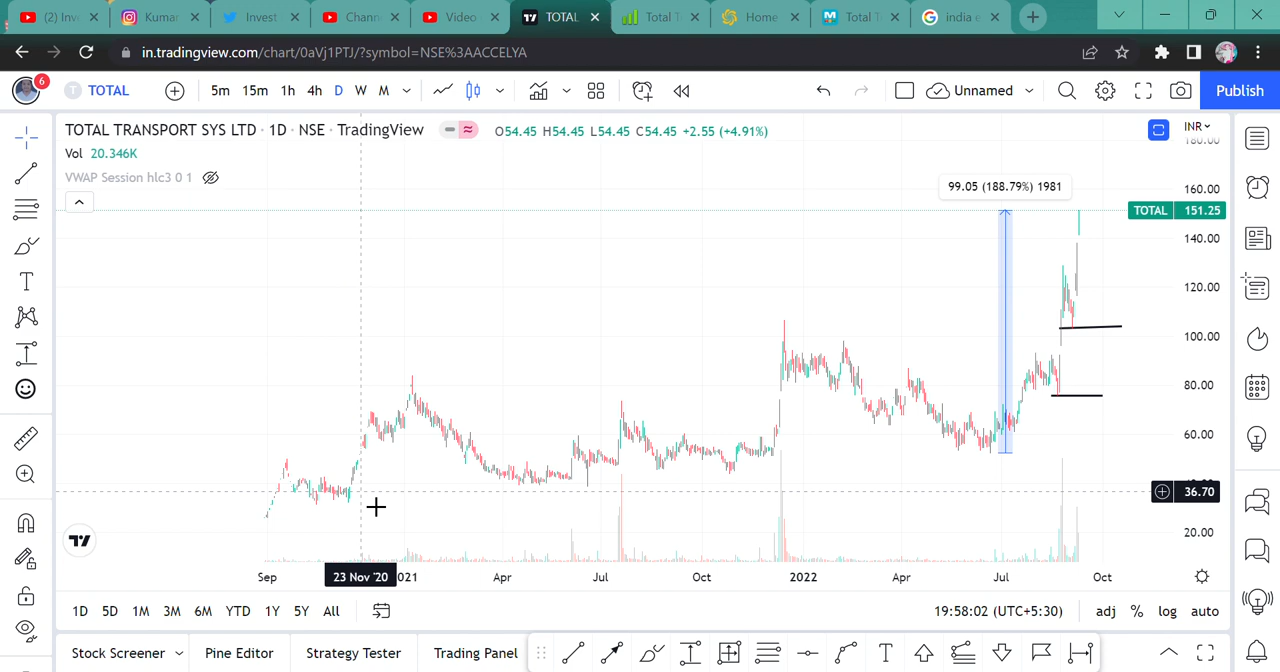 (2) Inv
Kumar
Invest
Chann
Video
TOTAL
Total T
Home
Total T
india e
in.tradingview.com/chart/0aVj1PTJ/?symbol=NSE%3AACCELYA
6
T TOTAL
5m 15m 1h 4h D W M
Unnamed
Publish
TOTAL TRANSPORT SYS LTD · 1D · NSE · TradingView
O54.45 H54.45 L54.45 C54.45 +2.55 (+4.91%)
INR
Vol 20.346K
VWAP Session hlc3 0 1
180.00
160.00
TOTAL 151.25
140.00
120.00
100.00
80.00
60.00
36.70
20.00
99.05 (188.79%) 1981
Sep
23 Nov '20
021
Apr
Jul
Oct
2022
Apr
Jul
Oct
1D 5D 1M 3M 6M YTD 1Y 5Y All
19:58:02 (UTC+5:30)
adj % log auto
Stock Screener
Pine Editor
Strategy Tester
Trading Panel